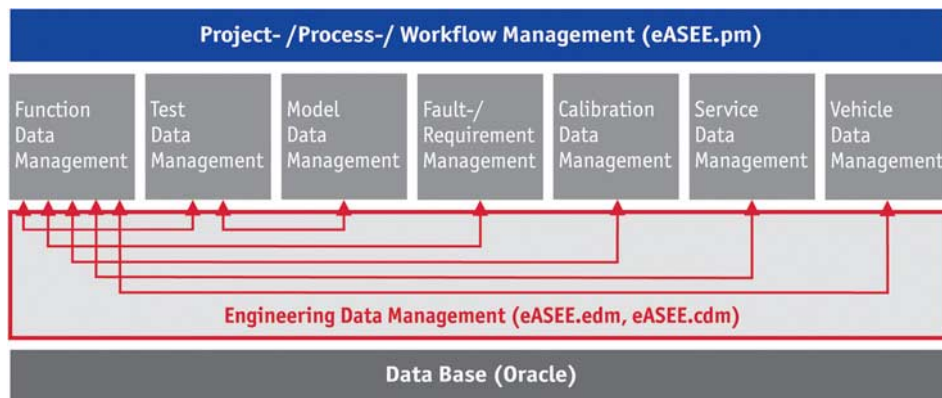 Project- /Process-/ Workflow Management (eASEE.pm)
Function
Data
Management
Test
Data
Management
Model
Data
Management
Fault-/
Requirement
Management
Calibration
Data
Management
Service
Data
Management
Vehicle
Data
Management
Engineering Data Management (eASEE.edm, eASEE.cdm)
Data Base (Oracle)